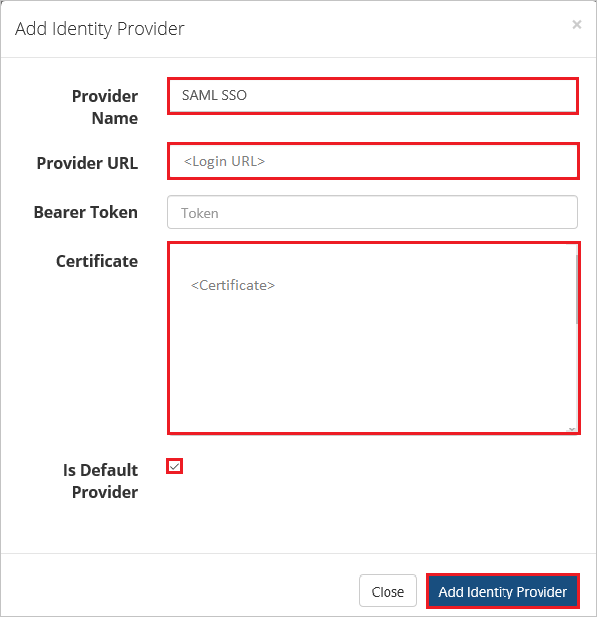 Add Identity Provider ×
Provider
Name
SAML SSO
Provider URL
<Login URL>
Bearer Token
Token
Certificate
<Certificate>
Is Default
Provider
Close
Add Identity Provider